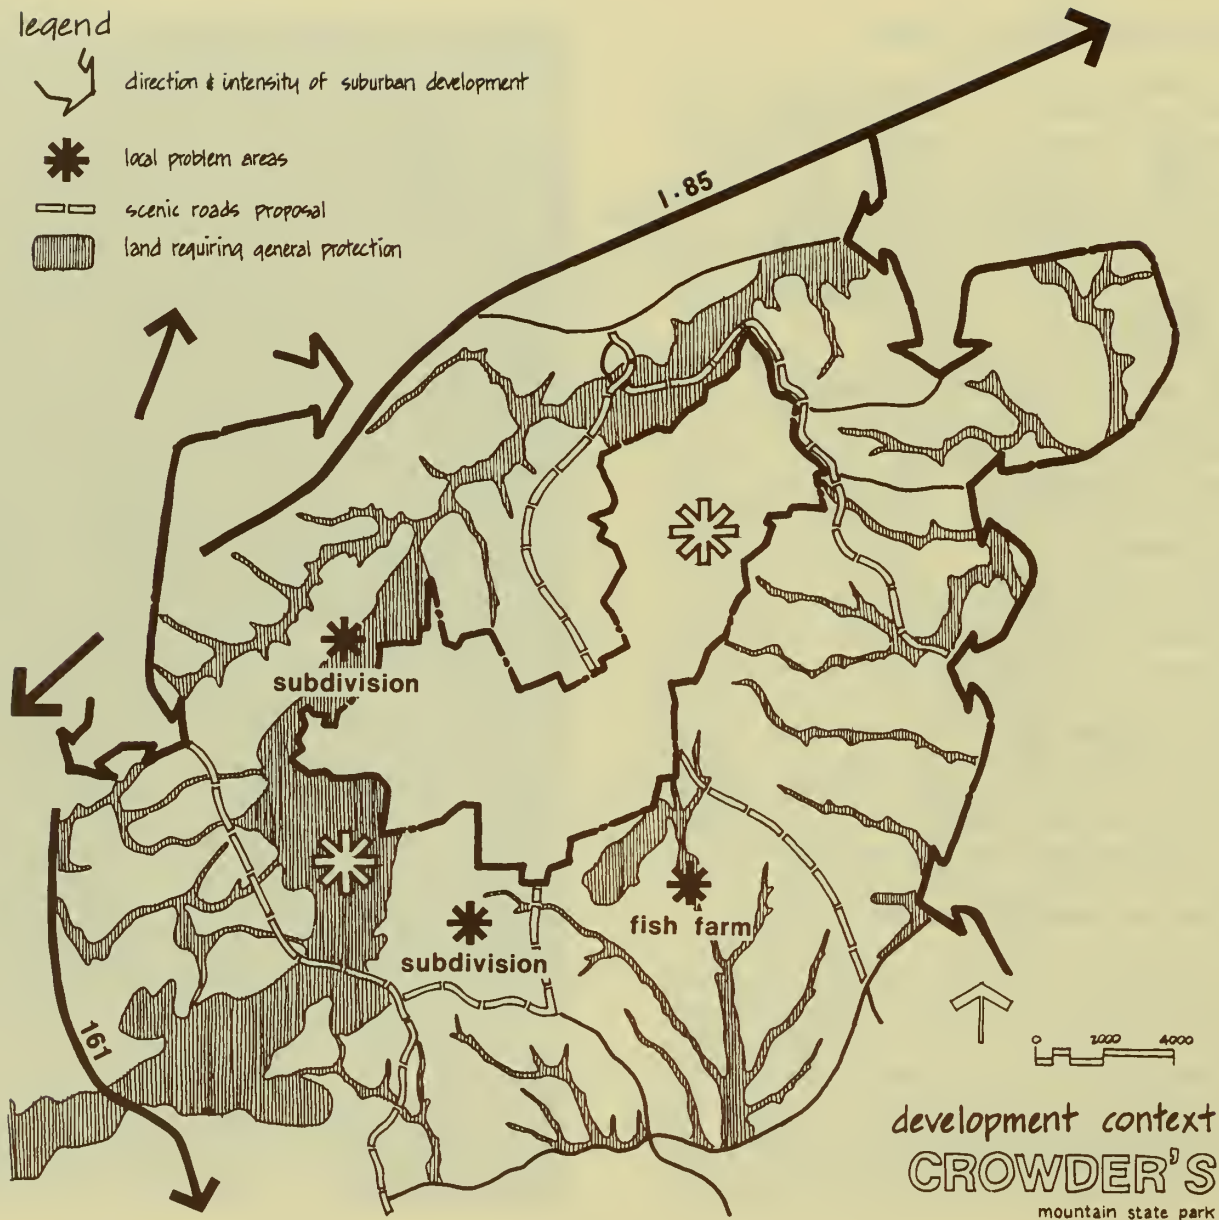 legend
direction & intensity of suburban development
local problem areas
scenic roads proposal
land requiring general protection
I-85
subdivision
fish farm
subdivision
161
0 2000 4000
development context
CROWDER'S
mountain state park